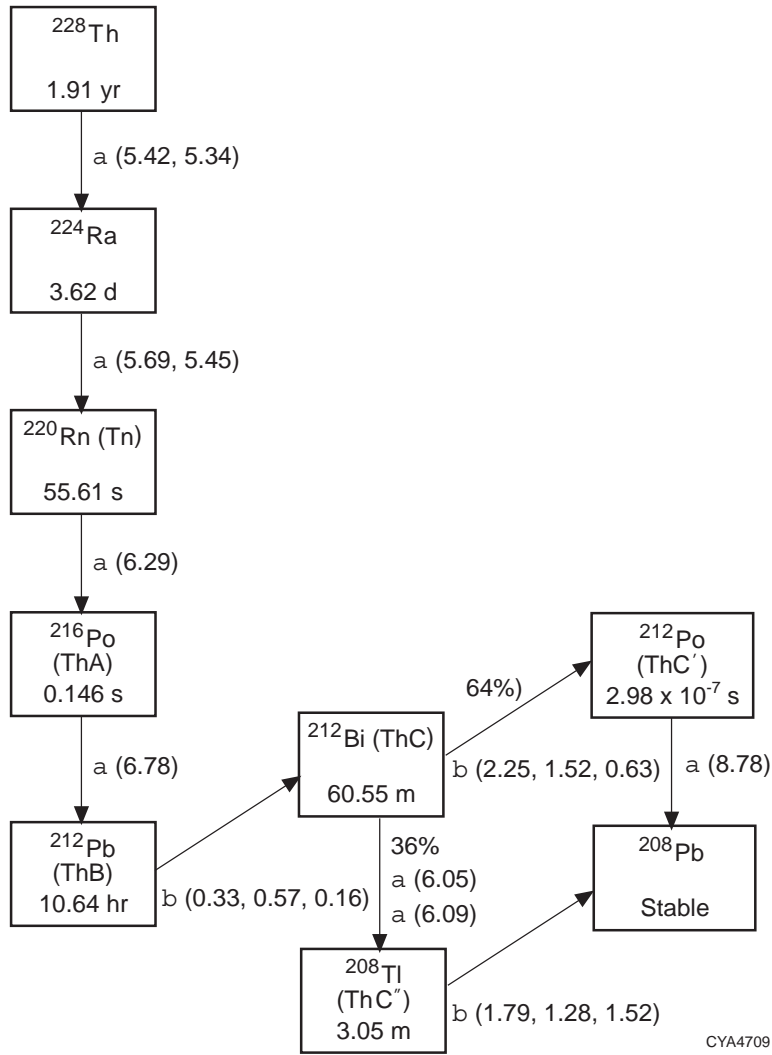 ²²⁸Th
1.91 yr
a (5.42, 5.34)
²²⁴Ra
3.62 d
a (5.69, 5.45)
²²⁰Rn (Tn)
55.61 s
a (6.29)
²¹⁶Po
(ThA)
0.146 s
a (6.78)
²¹²Pb
(ThB)
10.64 hr
b (0.33, 0.57, 0.16)
²¹²Bi (ThC)
60.55 m
64%)
b (2.25, 1.52, 0.63)
²¹²Po
(ThC′)
2.98 x 10⁻⁷ s
a (8.78)
36%
a (6.05)
a (6.09)
²⁰⁸Tl
(ThC″)
3.05 m
b (1.79, 1.28, 1.52)
²⁰⁸Pb
Stable
CYA4709